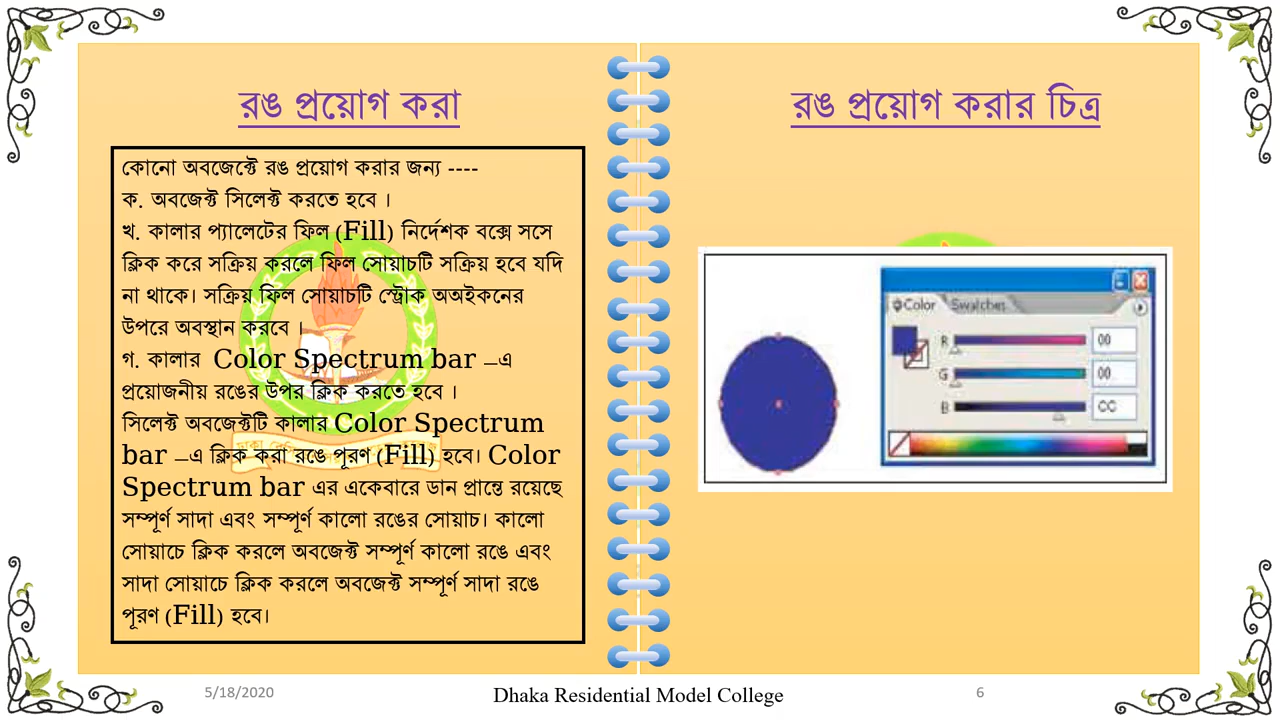 রঙ প্রয়োগ করা
কোনো অবজেক্টে রঙ প্রয়োগ করার জন্য ----
ক. অবজেক্ট সিলেক্ট করতে হবে ।
খ. কালার প্যালেটের ফিল (Fill) নির্দেশক বক্সে সসে
ক্লিক করে সক্রিয় করলে ফিল সোয়াচটি সক্রিয় হবে যদি
না থাকে। সক্রিয় ফিল সোয়াচটি স্ট্রোক অঅইকনের
উপরে অবস্থান করবে ।
গ. কালার Color Spectrum bar –এ
প্রয়োজনীয় রঙের উপর ক্লিক করতে হবে ।
সিলেক্ট অবজেক্টটি কালার Color Spectrum
bar –এ ক্লিক করা রঙে পূরণ (Fill) হবে। Color
Spectrum bar এর একেবারে ডান প্রান্তে রয়েছে
সম্পূর্ণ সাদা এবং সম্পূর্ণ কালো রঙের সোয়াচ। কালো
সোয়াচে ক্লিক করলে অবজেক্ট সম্পূর্ণ কালো রঙে এবং
সাদা সোয়াচে ক্লিক করলে অবজেক্ট সম্পূর্ণ সাদা রঙে
পূরণ (Fill) হবে।
রঙ প্রয়োগ করার চিত্র
Color Swatches
R 00
G 00
B CC
5/18/2020
Dhaka Residential Model College
6